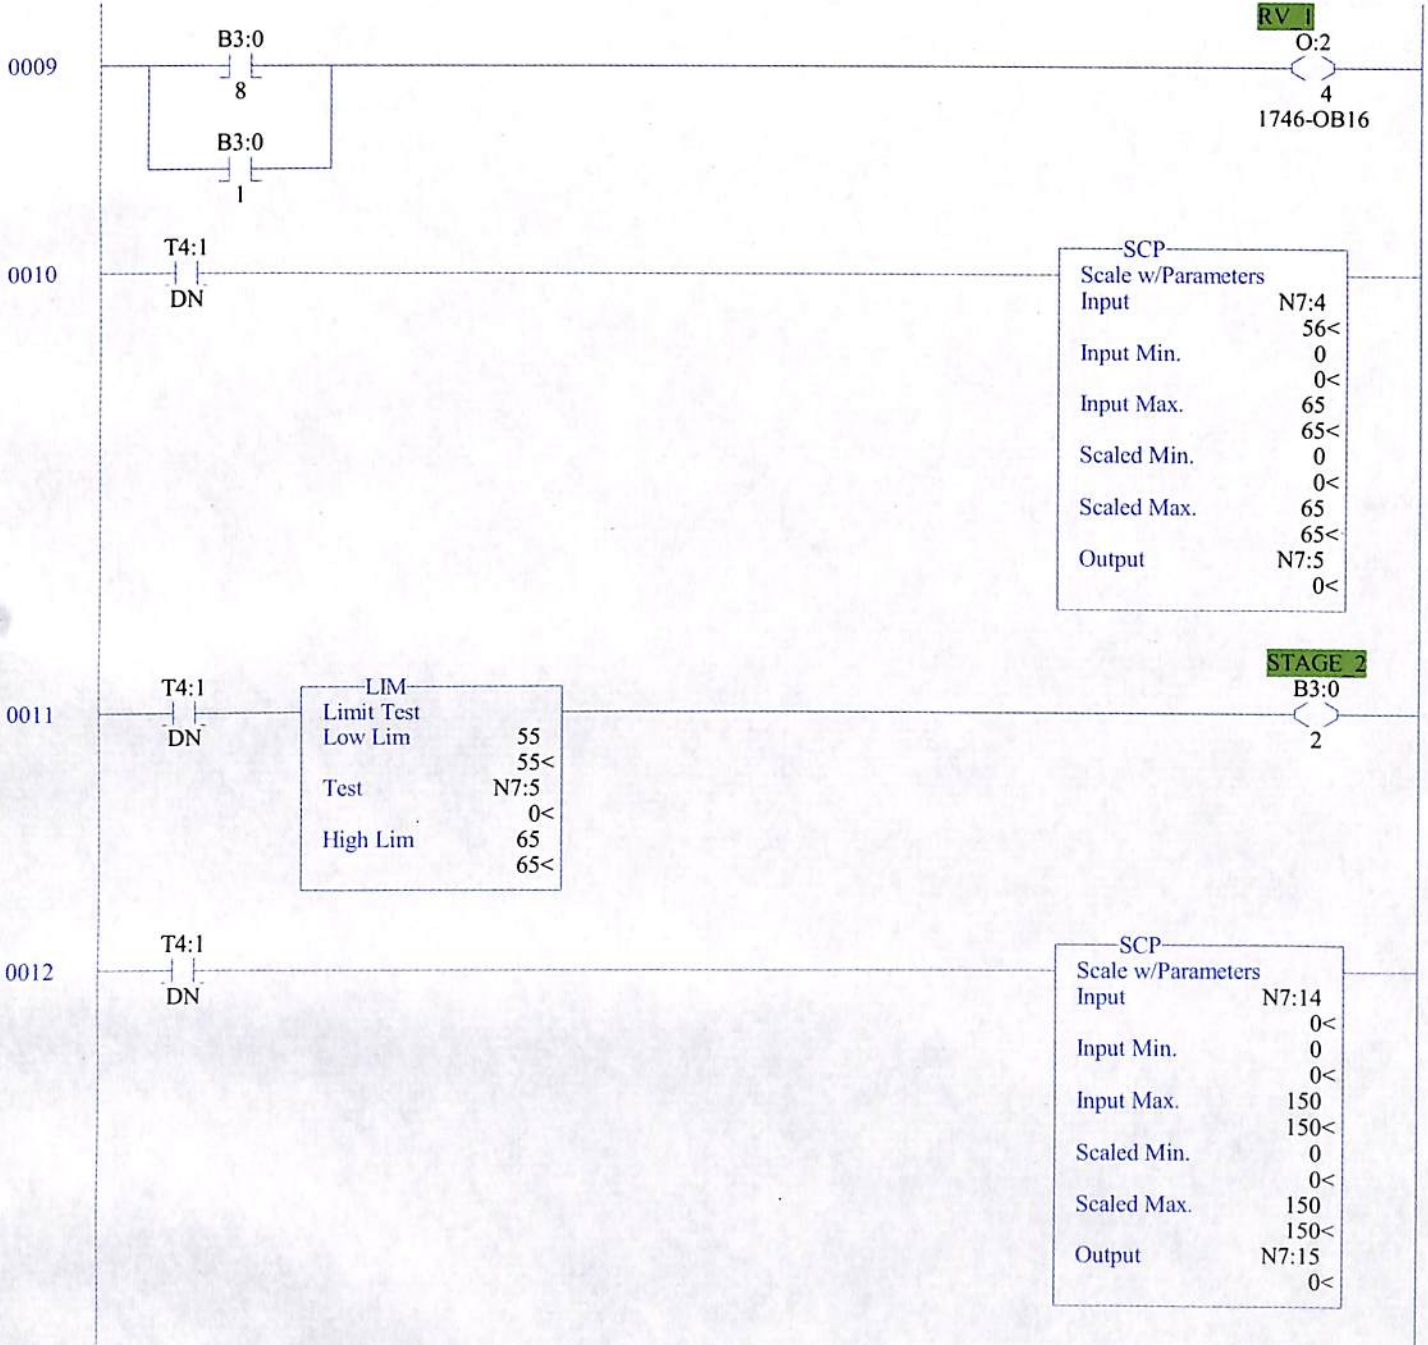 RV_1
B3:0
O:2
0009
8
4
1746-OB16
B3:0
1
T4:1
SCP
0010
Scale w/Parameters
DN
Input N7:4
56<
Input Min. 0
0<
Input Max. 65
65<
Scaled Min. 0
0<
Scaled Max. 65
65<
Output N7:5
0<
STAGE_2
T4:1
LIM
B3:0
0011
Limit Test
DN
Low Lim 55
2
55<
Test N7:5
0<
High Lim 65
65<
T4:1
SCP
0012
Scale w/Parameters
DN
Input N7:14
0<
Input Min. 0
0<
Input Max. 150
150<
Scaled Min. 0
0<
Scaled Max. 150
150<
Output N7:15
0<